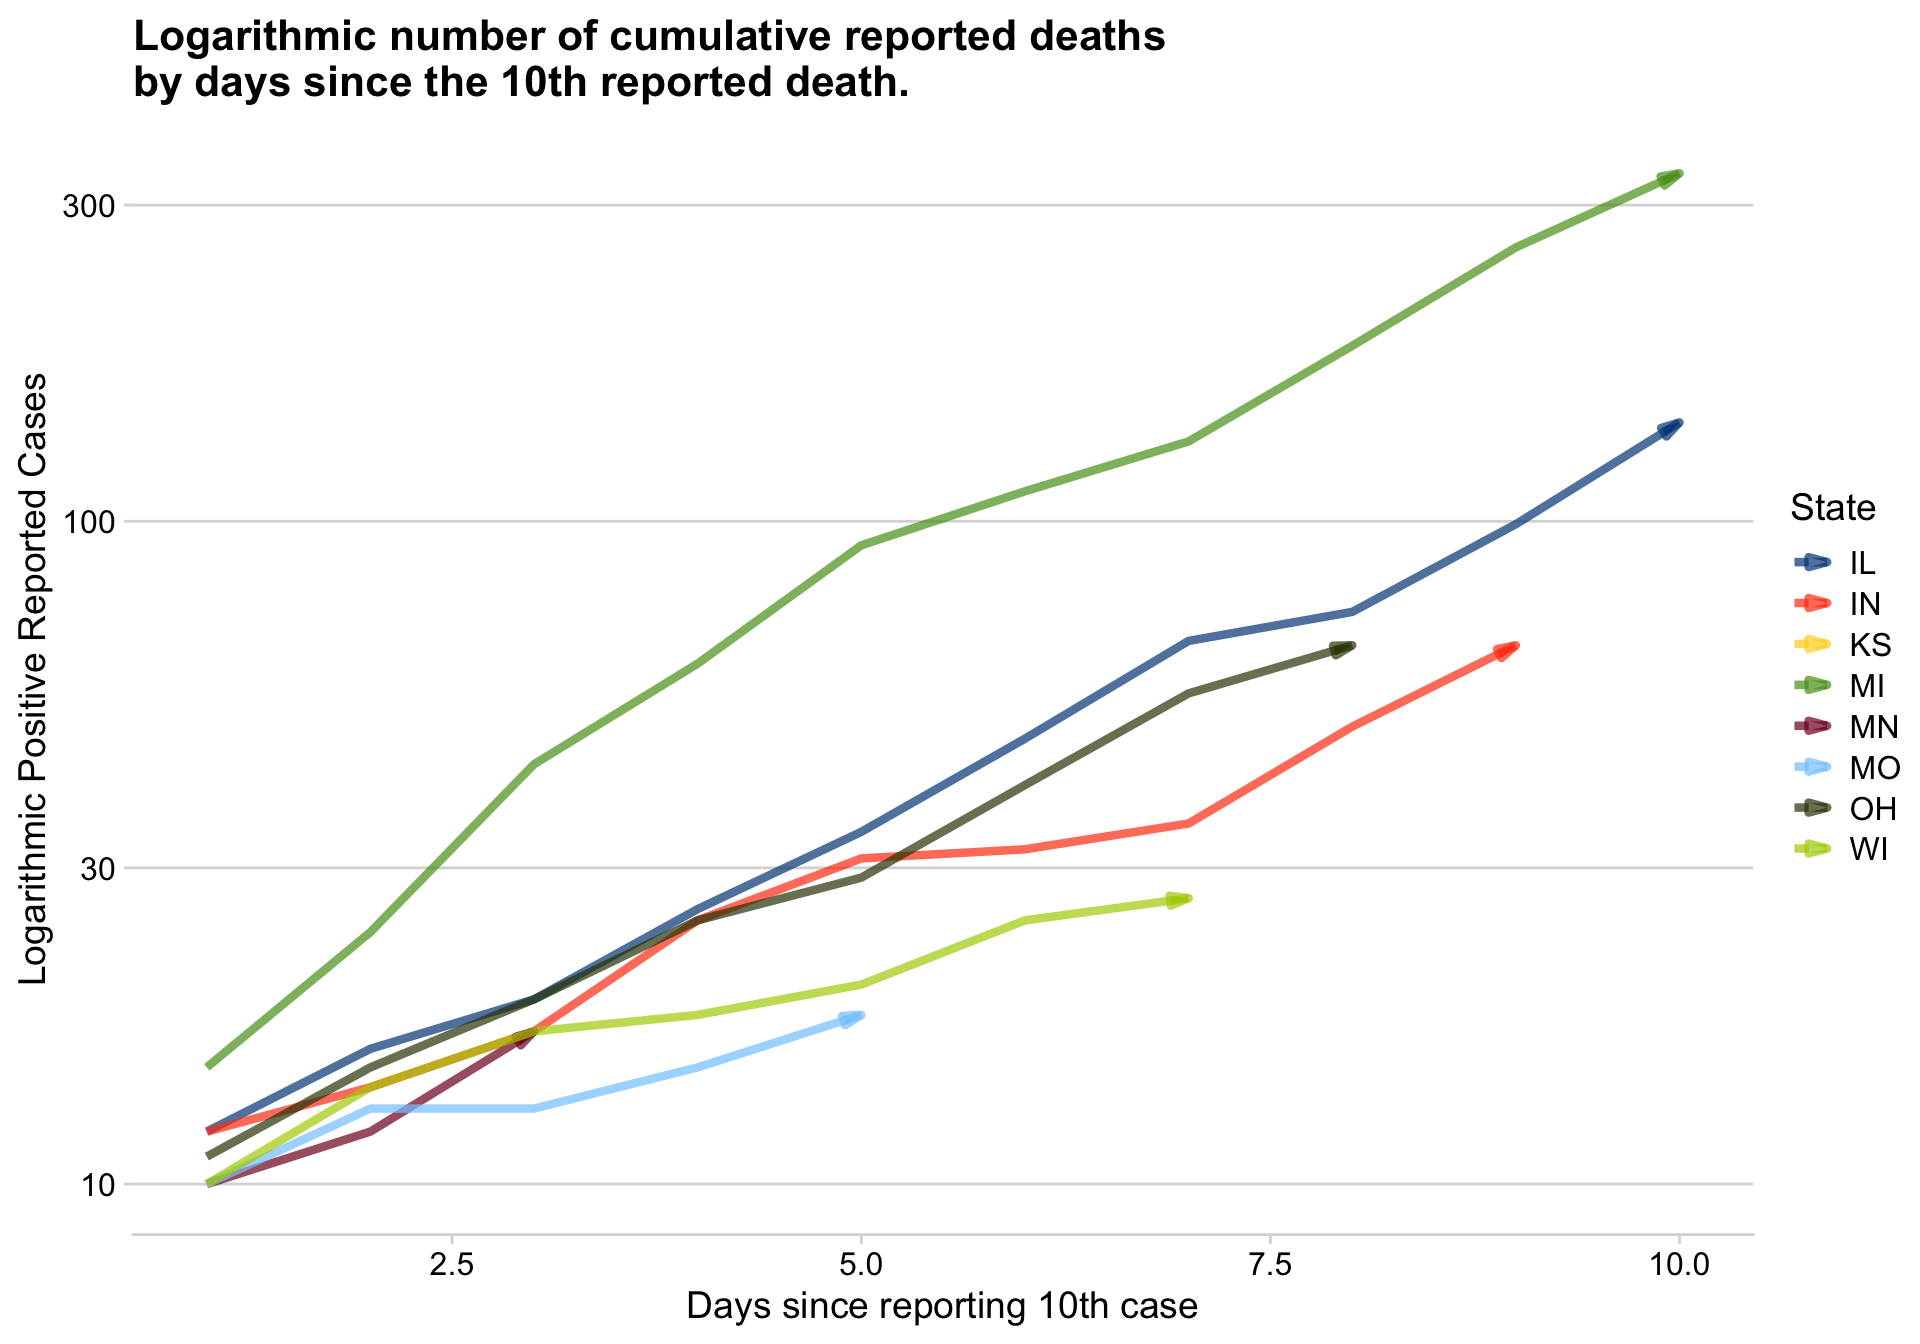 Logarithmic number of cumulative reported deaths
by days since the 10th reported death.
Logarithmic Positive Reported Cases
300
100
30
10
2.5
5.0
7.5
10.0
Days since reporting 10th case
State
IL
IN
KS
MI
MN
MO
OH
WI